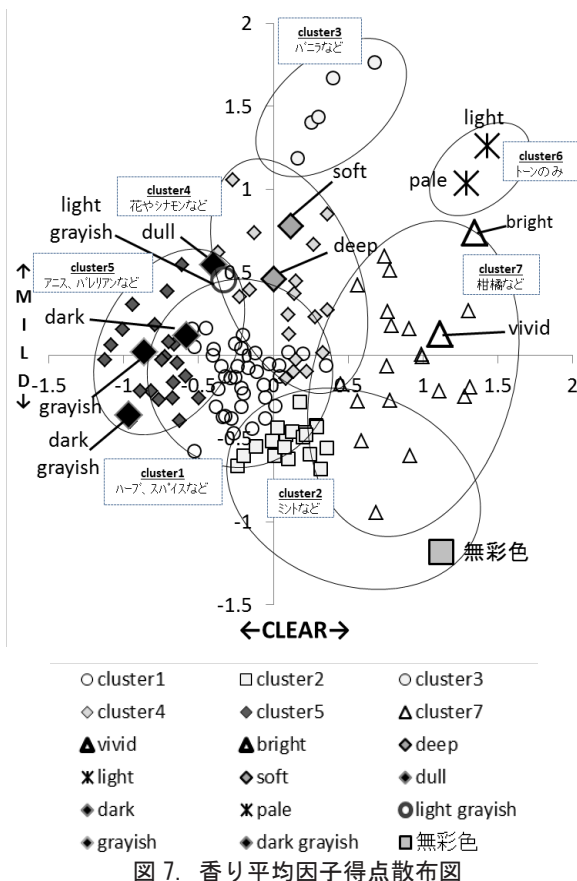 2
cluster3
バニラなど
1.5
light
cluster6
トーンのみ
pale
cluster4
花やシナモンなど
1
soft
light
grayish
dull
bright
deep
cluster5
アニス、バレリアンなど
0.5
cluster7
柑橘など
↑
M
I
L
D
↓
dark
vivid
-1.5
-1
-0.5
0
0.5
1
1.5
2
grayish
dark
grayish
-0.5
cluster1
ハーブ、スパイスなど
cluster2
ミントなど
-1
無彩色
-1.5
←CLEAR→
cluster1 cluster2 cluster3
cluster4 cluster5 cluster7
vivid bright deep
light soft dull
dark pale light grayish
grayish dark grayish 無彩色
図 7. 香り平均因子得点散布図